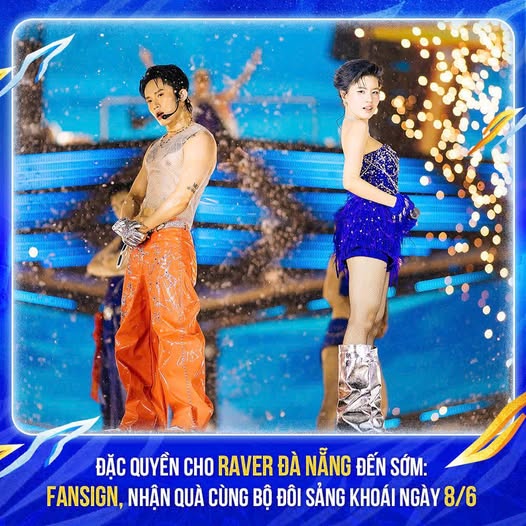 ĐẶC QUYỀN CHO RAVER ĐÀ NẴNG ĐẾN SỚM:
FANSIGN, NHẬN QUÀ CÙNG BỘ ĐÔI SẢNG KHOÁI NGÀY 8/6